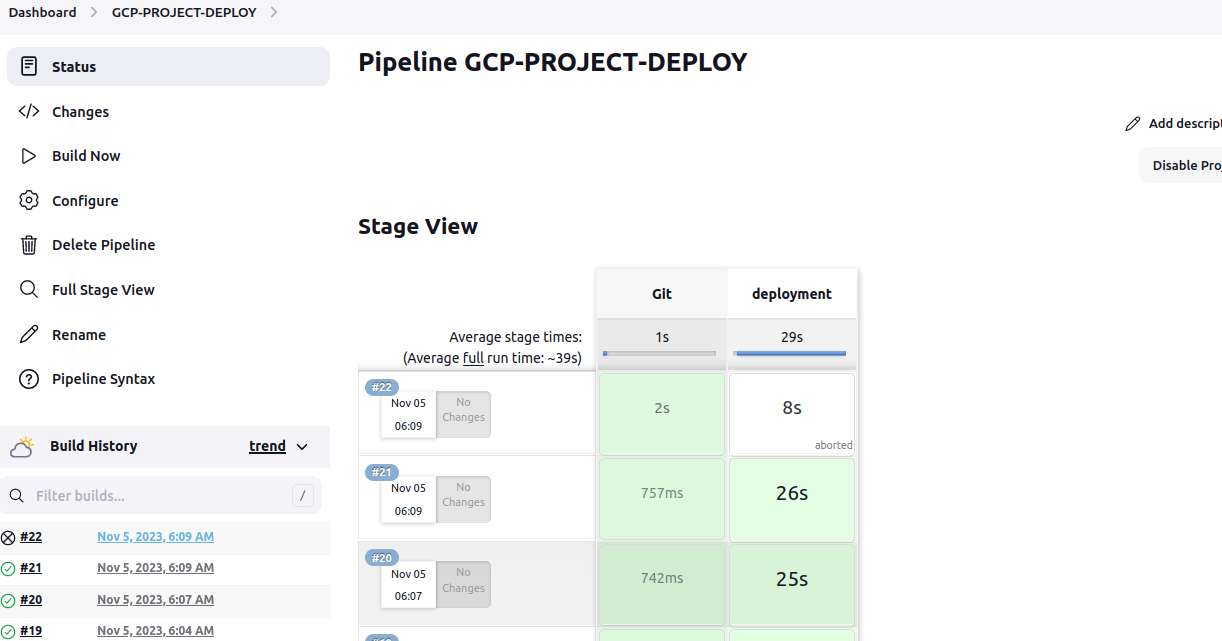 Dashboard > GCP-PROJECT-DEPLOY >
Status
Changes
Build Now
Configure
Delete Pipeline
Full Stage View
Rename
Pipeline Syntax
Build History trend
Filter builds... /
#22 Nov 5, 2023, 6:09 AM
#21 Nov 5, 2023, 6:09 AM
#20 Nov 5, 2023, 6:07 AM
#19 Nov 5, 2023, 6:04 AM
Pipeline GCP-PROJECT-DEPLOY
Add descript
Disable Proj
Stage View
Git deployment
Average stage times: 1s 29s
(Average full run time: ~39s)
#22
Nov 05
06:09
No
Changes
2s
8s
aborted
#21
Nov 05
06:09
No
Changes
757ms
26s
#20
Nov 05
06:07
No
Changes
742ms
25s